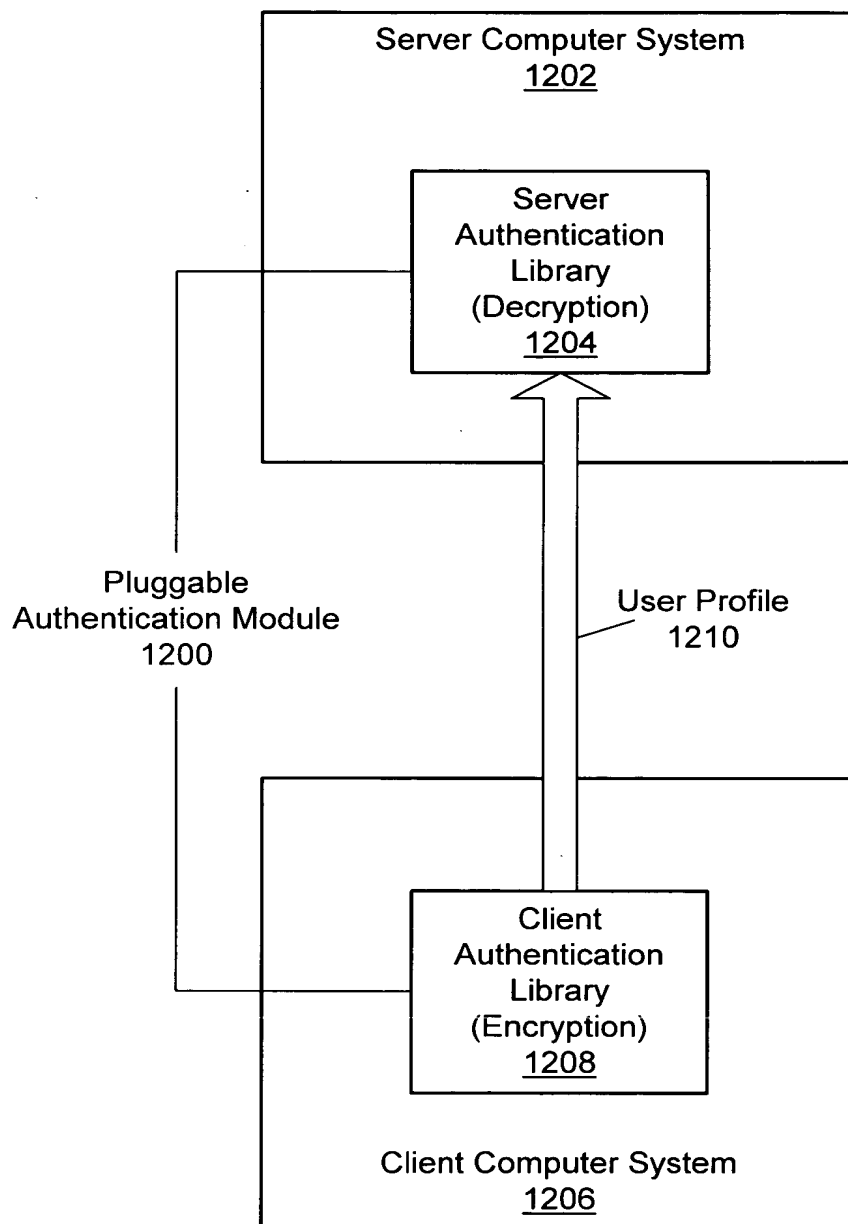 Server Computer System
1202
Server
Authentication
Library
(Decryption)
1204
Pluggable
Authentication Module
1200
User Profile
1210
Client
Authentication
Library
(Encryption)
1208
Client Computer System
1206